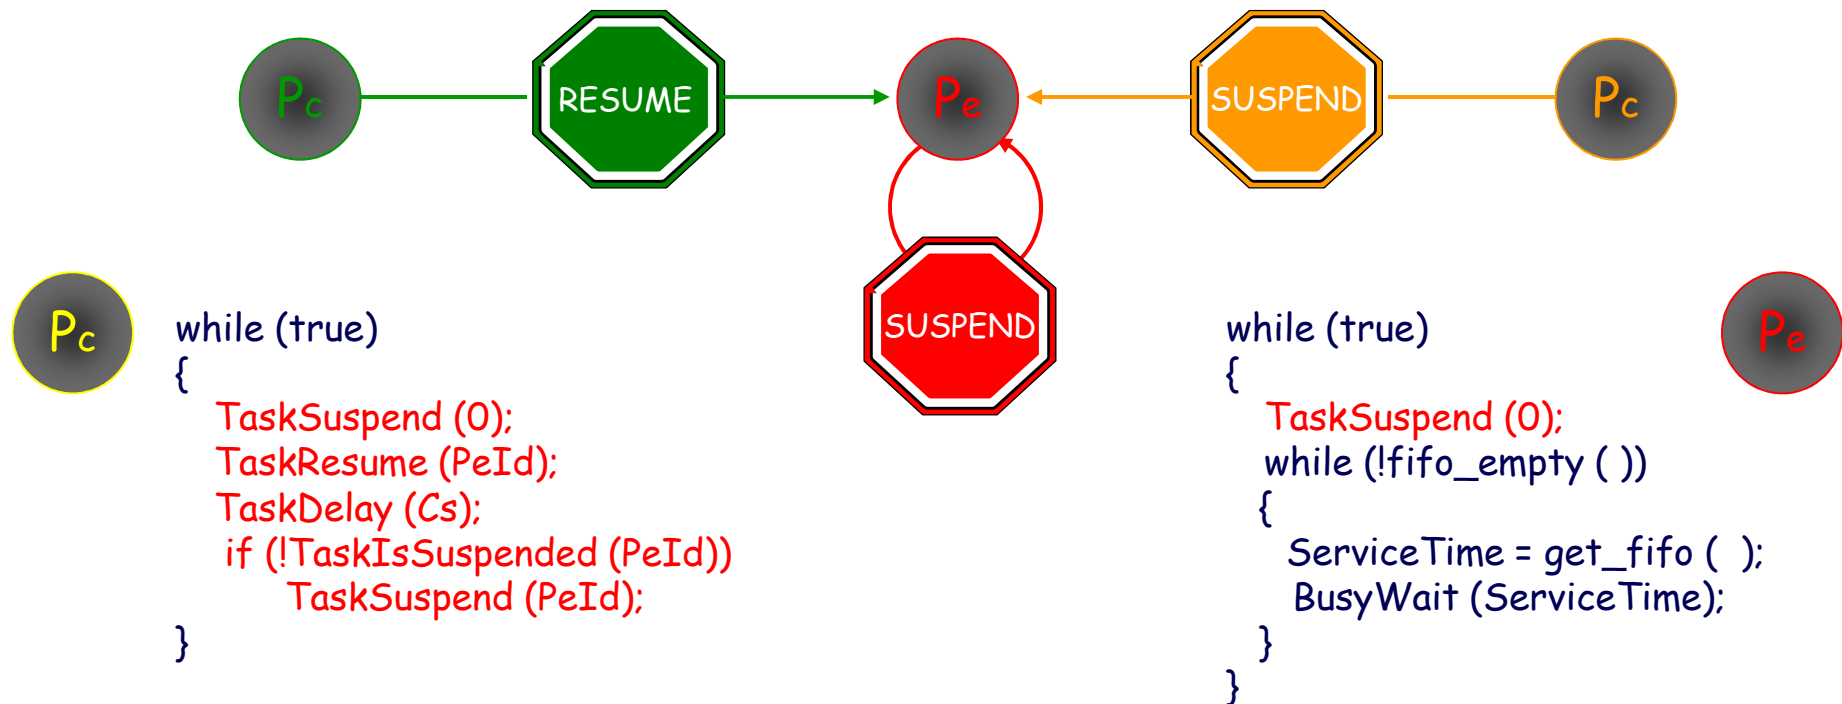 Pc
RESUME
Pe
SUSPEND
Pc
SUSPEND
Pc
while (true)
{
TaskSuspend (0);
TaskResume (PeId);
TaskDelay (Cs);
if (!TaskIsSuspended (PeId))
TaskSuspend (PeId);
}
while (true)
{
TaskSuspend (0);
while (!fifo_empty ( ))
{
ServiceTime = get_fifo ( );
BusyWait (ServiceTime);
}
}
Pe